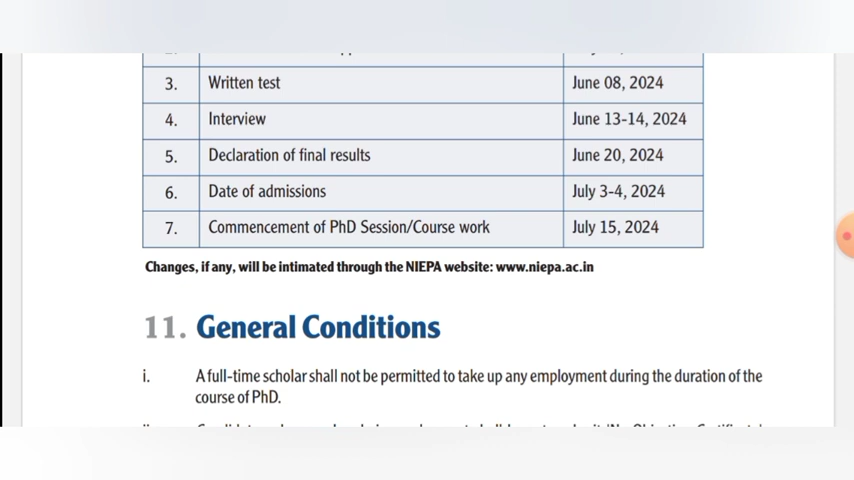 3. Written test June 08, 2024
4. Interview June 13-14, 2024
5. Declaration of final results June 20, 2024
6. Date of admissions July 3-4, 2024
7. Commencement of PhD Session/Course work July 15, 2024
Changes, if any, will be intimated through the NIEPA website: www.niepa.ac.in
11. General Conditions
i. A full-time scholar shall not be permitted to take up any employment during the duration of the
course of PhD.